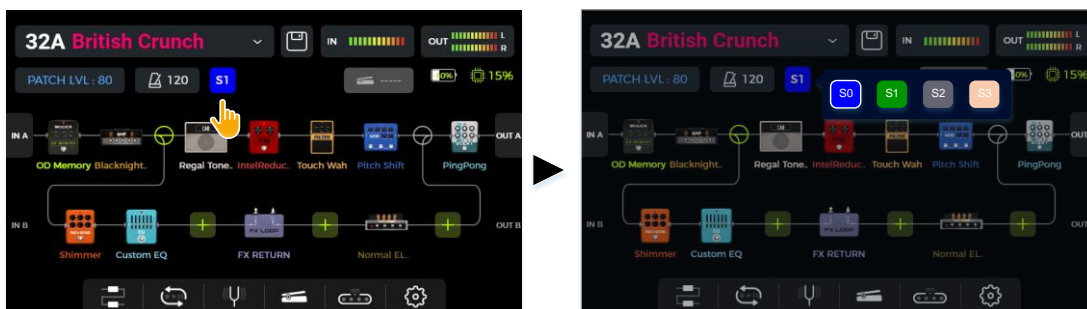 32A British Crunch
IN
OUT
L
R
PATCH LVL : 80
120
S1
-----
15%
IN A
OUT A
OD Memory
Blacknight..
Regal Tone..
IntelReduc..
Touch Wah
Pitch Shift
PingPong
IN B
OUT B
Shimmer
Custom EQ
FX LOOP
FX RETURN
Normal EL..
32A British Crunch
IN
OUT
L
R
PATCH LVL : 80
120
S1
S0
S1
S2
S3
15%
IN A
OUT A
OD Memory
Blacknight..
Regal Tone..
IntelReduc..
Touch Wah
Pitch Shift
PingPong
IN B
OU
Shimmer
Custom EQ
FX LOOP
FX RETURN
Normal EL..